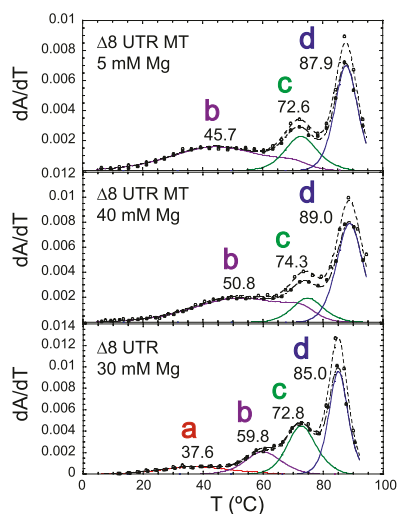 0.01
Δ8 UTR MT
5 mM Mg
d
87.9
0.008
c
72.6
0.006
b
45.7
0.004
0.002
dA/dT
0.012
Δ8 UTR MT
40 mM Mg
d
89.0
0.01
0.008
c
74.3
0.006
b
50.8
0.004
0.002
dA/dT
0.014
Δ8 UTR
30 mM Mg
d
85.0
0.012
0.01
c
72.8
0.008
b
59.8
0.006
a
37.6
0.004
0.002
0
dA/dT
0 20 40 60 80 100
T (ºC)